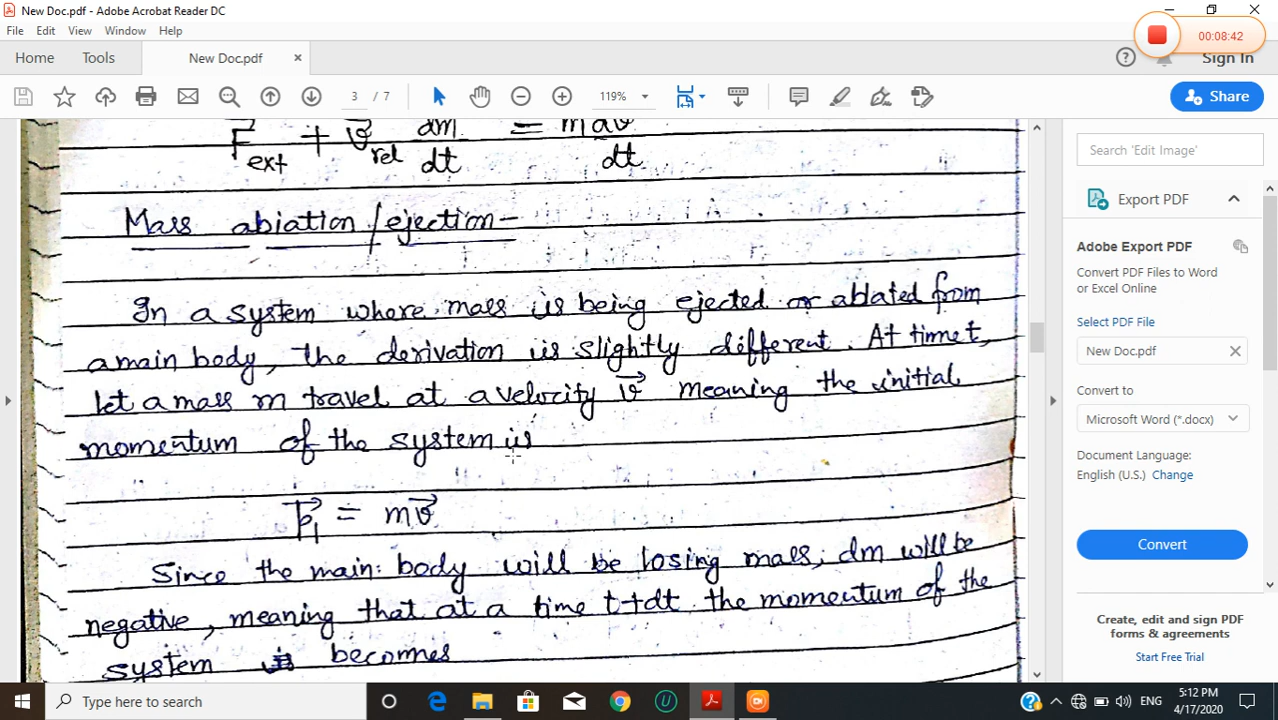 New Doc.pdf - Adobe Acrobat Reader DC
File Edit View Window Help
00:08:42
Home Tools New Doc.pdf × Sign In
3 / 7 119% Share
F ext + v rel dm/dt = m dv/dt
Mass abiation/ejection-
In a system where mass is being ejected or ablated from
a main body, the derivation is slightly different. At time t,
let a mass m travel at a velocity v meaning the initial
momentum of the system is
p1 = mv
Since the main body will be losing mass, dm will be
negative, meaning that at a time t+dt the momentum of the
system becomes
Search 'Edit Image'
Export PDF
Adobe Export PDF
Convert PDF Files to Word
or Excel Online
Select PDF File
New Doc.pdf ×
Convert to
Microsoft Word (*.docx)
Document Language:
English (U.S.) Change
Convert
Create, edit and sign PDF
forms & agreements
Start Free Trial
Type here to search
ENG
5:12 PM
4/17/2020